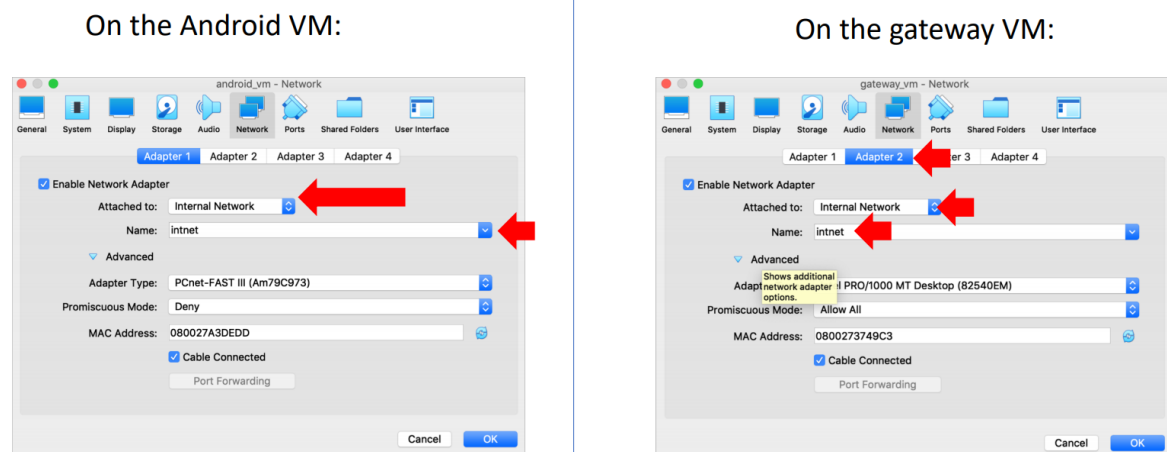 On the Android VM:
android_vm - Network
General System Display Storage Audio Network Ports Shared Folders User Interface
Adapter 1 Adapter 2 Adapter 3 Adapter 4
Enable Network Adapter
Attached to: Internal Network
Name: intnet
Advanced
Adapter Type: PCnet-FAST III (Am79C973)
Promiscuous Mode: Deny
MAC Address: 080027A3DEDD
Cable Connected
Port Forwarding
Cancel OK
On the gateway VM:
gateway_vm - Network
General System Display Storage Audio Network Ports Shared Folders User Interface
Adapter 1 Adapter 2 er 3 Adapter 4
Enable Network Adapter
Attached to: Internal Network
Name: intnet
Advanced
Shows additional
network adapter
options.
Adapt l PRO/1000 MT Desktop (82540EM)
Promiscuous Mode: Allow All
MAC Address: 0800273749C3
Cable Connected
Port Forwarding
Cancel OK